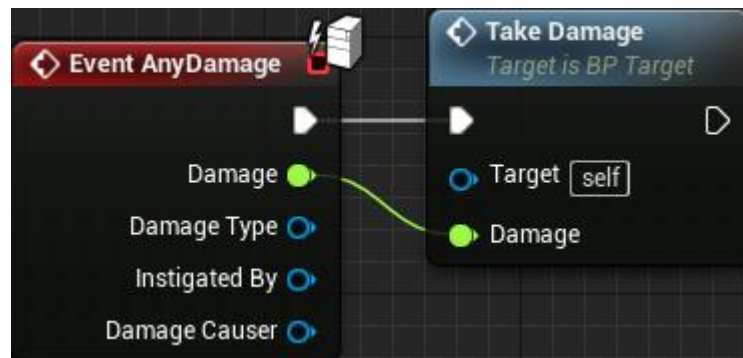 Event AnyDamage
Damage
Damage Type
Instigated By
Damage Causer
Take Damage
Target is BP Target
Target self
Damage